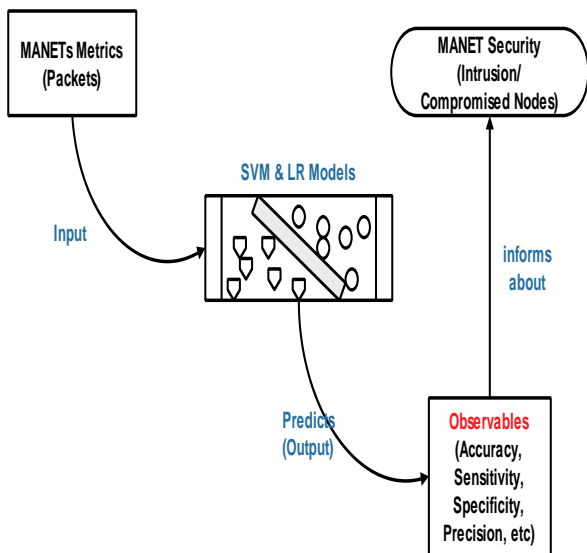 MANETs Metrics
(Packets)
MANET Security
(Intrusion/
Compromised Nodes)
SVM & LR Models
Input
informs
about
Predicts
(Output)
Observables
(Accuracy,
Sensitivity,
Specificity,
Precision, etc)